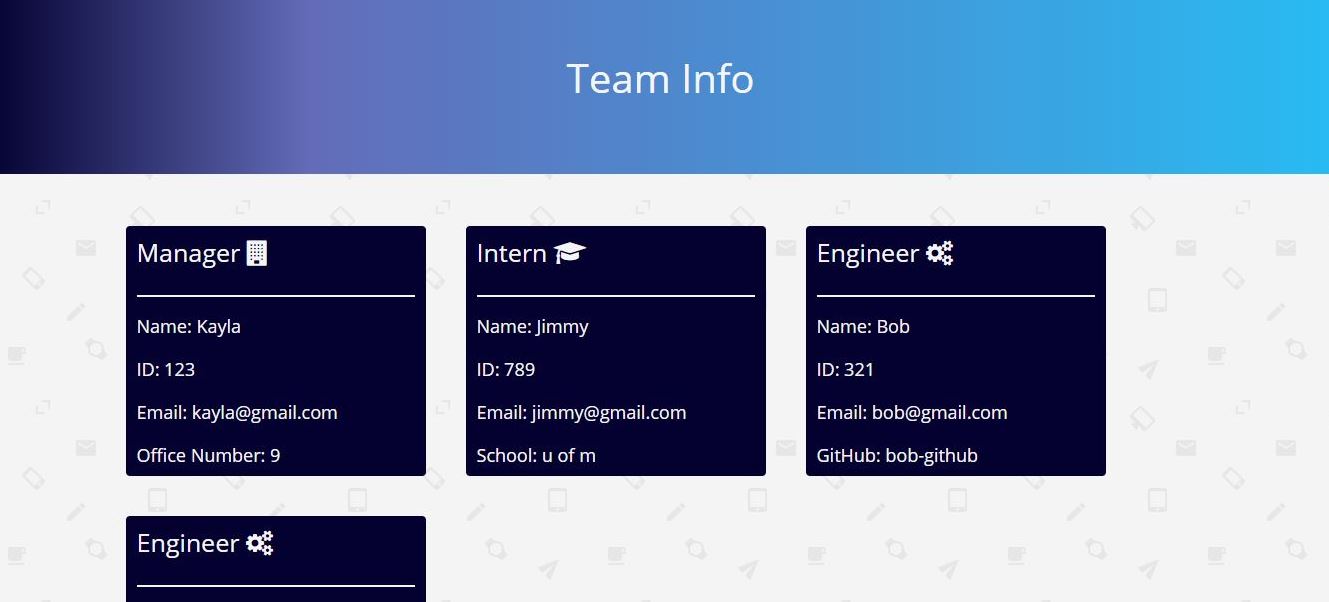 Team Info
Manager
Name: Kayla
ID: 123
Email: kayla@gmail.com
Office Number: 9
Intern
Name: Jimmy
ID: 789
Email: jimmy@gmail.com
School: u of m
Engineer
Name: Bob
ID: 321
Email: bob@gmail.com
GitHub: bob-github
Engineer